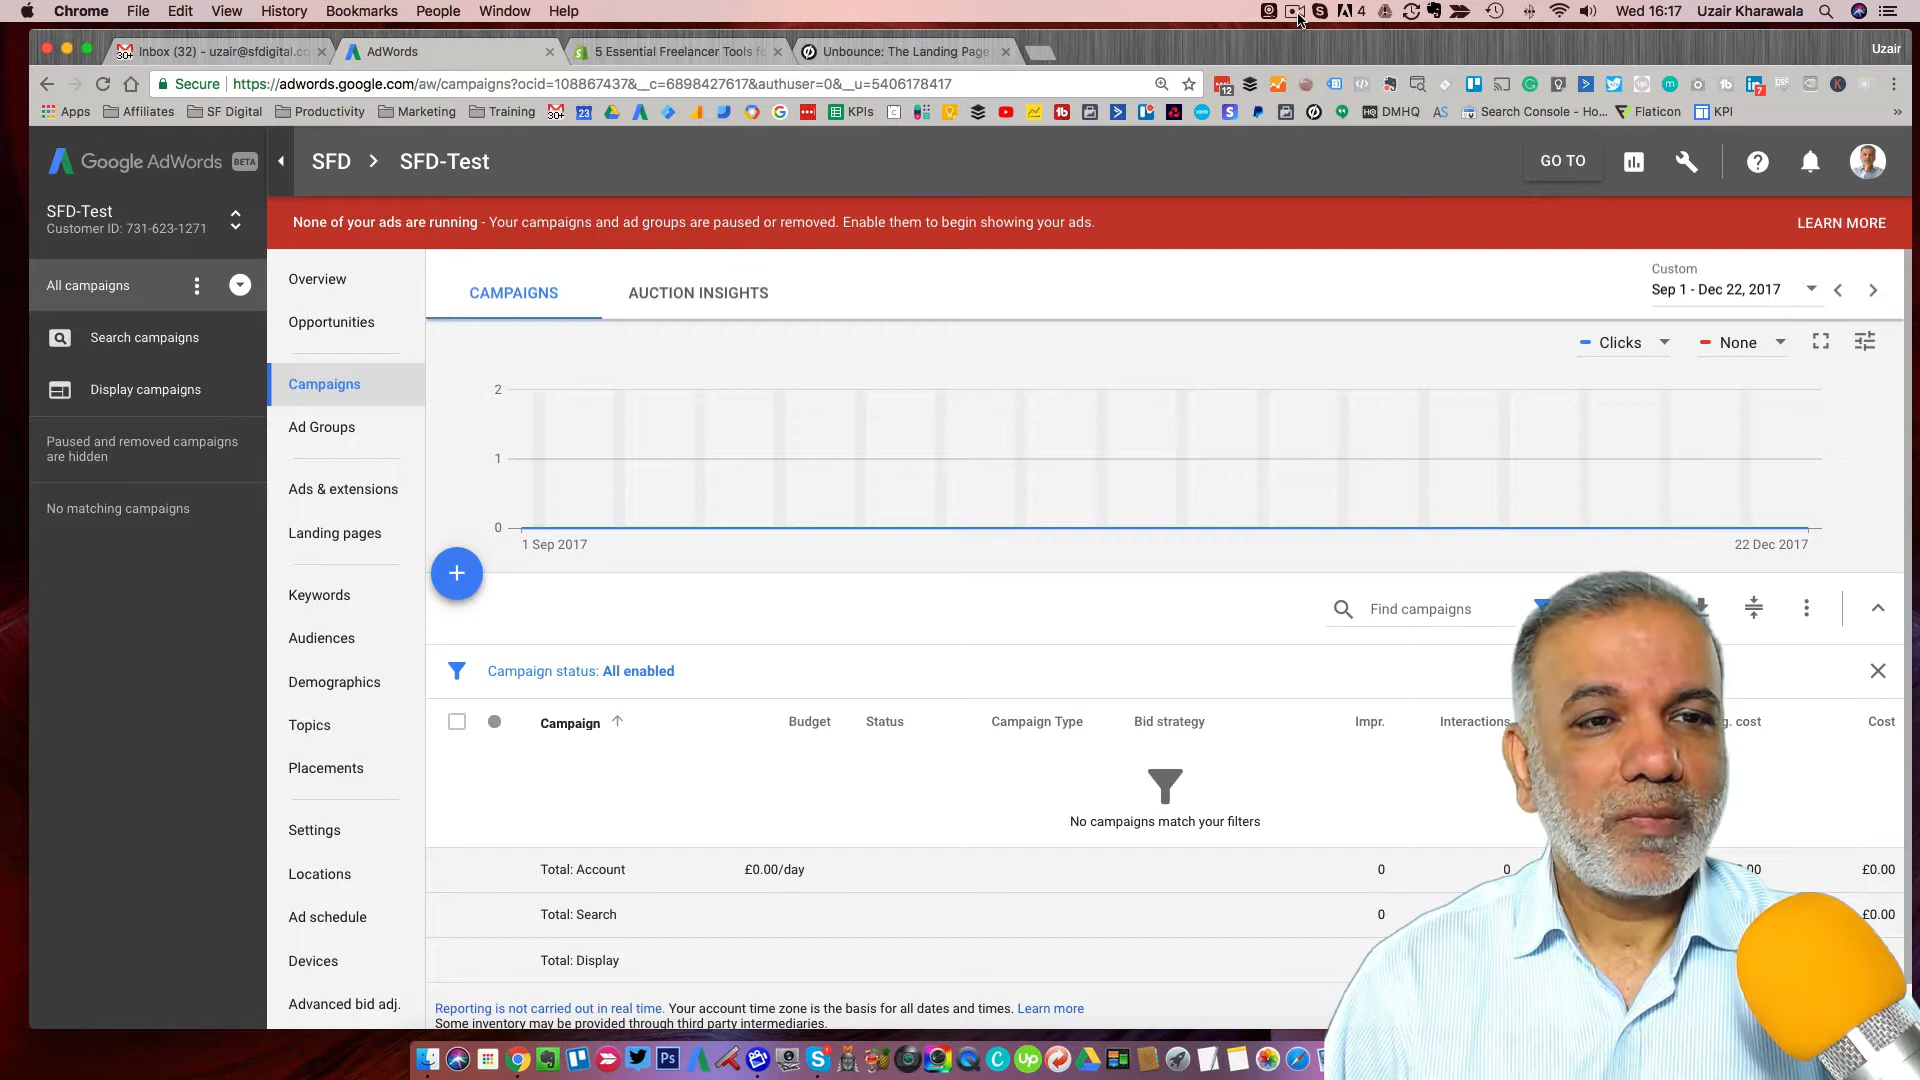 Chrome File Edit View History Bookmarks People Window Help
4
Wed 16:17 Uzair Kharawala
Inbox (32) - uzair@sfdigital.co
AdWords
5 Essential Freelancer Tools fo
Unbounce: The Landing Page
Uzair
Secure https://adwords.google.com/aw/campaigns?ocid=108867437&__c=6898427617&authuser=0&__u=5406178417
Apps Affiliates SF Digital Productivity Marketing Training KPIs DMHQ Search Console - Ho... Flaticon KPI
Google AdWords BETA
SFD > SFD-Test
GO TO
SFD-Test
Customer ID: 731-623-1271
None of your ads are running - Your campaigns and ad groups are paused or removed. Enable them to begin showing your ads.
LEARN MORE
All campaigns
Search campaigns
Display campaigns
Paused and removed campaigns
are hidden
No matching campaigns
Overview
Opportunities
Campaigns
Ad Groups
Ads & extensions
Landing pages
Keywords
Audiences
Demographics
Topics
Placements
Settings
Locations
Ad schedule
Devices
Advanced bid adj.
CAMPAIGNS
AUCTION INSIGHTS
Custom
Sep 1 - Dec 22, 2017
Clicks
None
2
1
0
1 Sep 2017
22 Dec 2017
Find campaigns
Campaign status: All enabled
Campaign Budget Status Campaign Type Bid strategy Impr. Interactions cost Cost
No campaigns match your filters
Total: Account £0.00/day 0 0 £0.00
Total: Search 0 £0.00
Total: Display
Reporting is not carried out in real time. Your account time zone is the basis for all dates and times. Learn more
Some inventory may be provided through third party intermediaries.